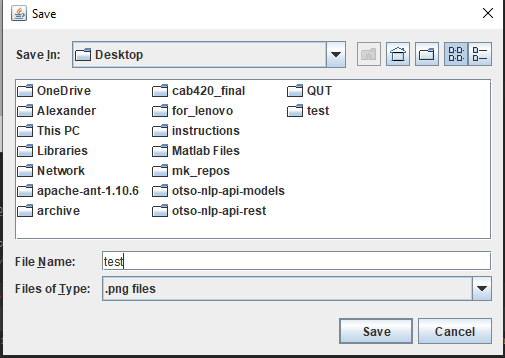 Save
Save In: Desktop
OneDrive cab420_final QUT
Alexander for_lenovo test
This PC instructions
Libraries Matlab Files
Network mk_repos
apache-ant-1.10.6 otso-nlp-api-models
archive otso-nlp-api-rest
File Name: test
Files of Type: .png files
Save Cancel